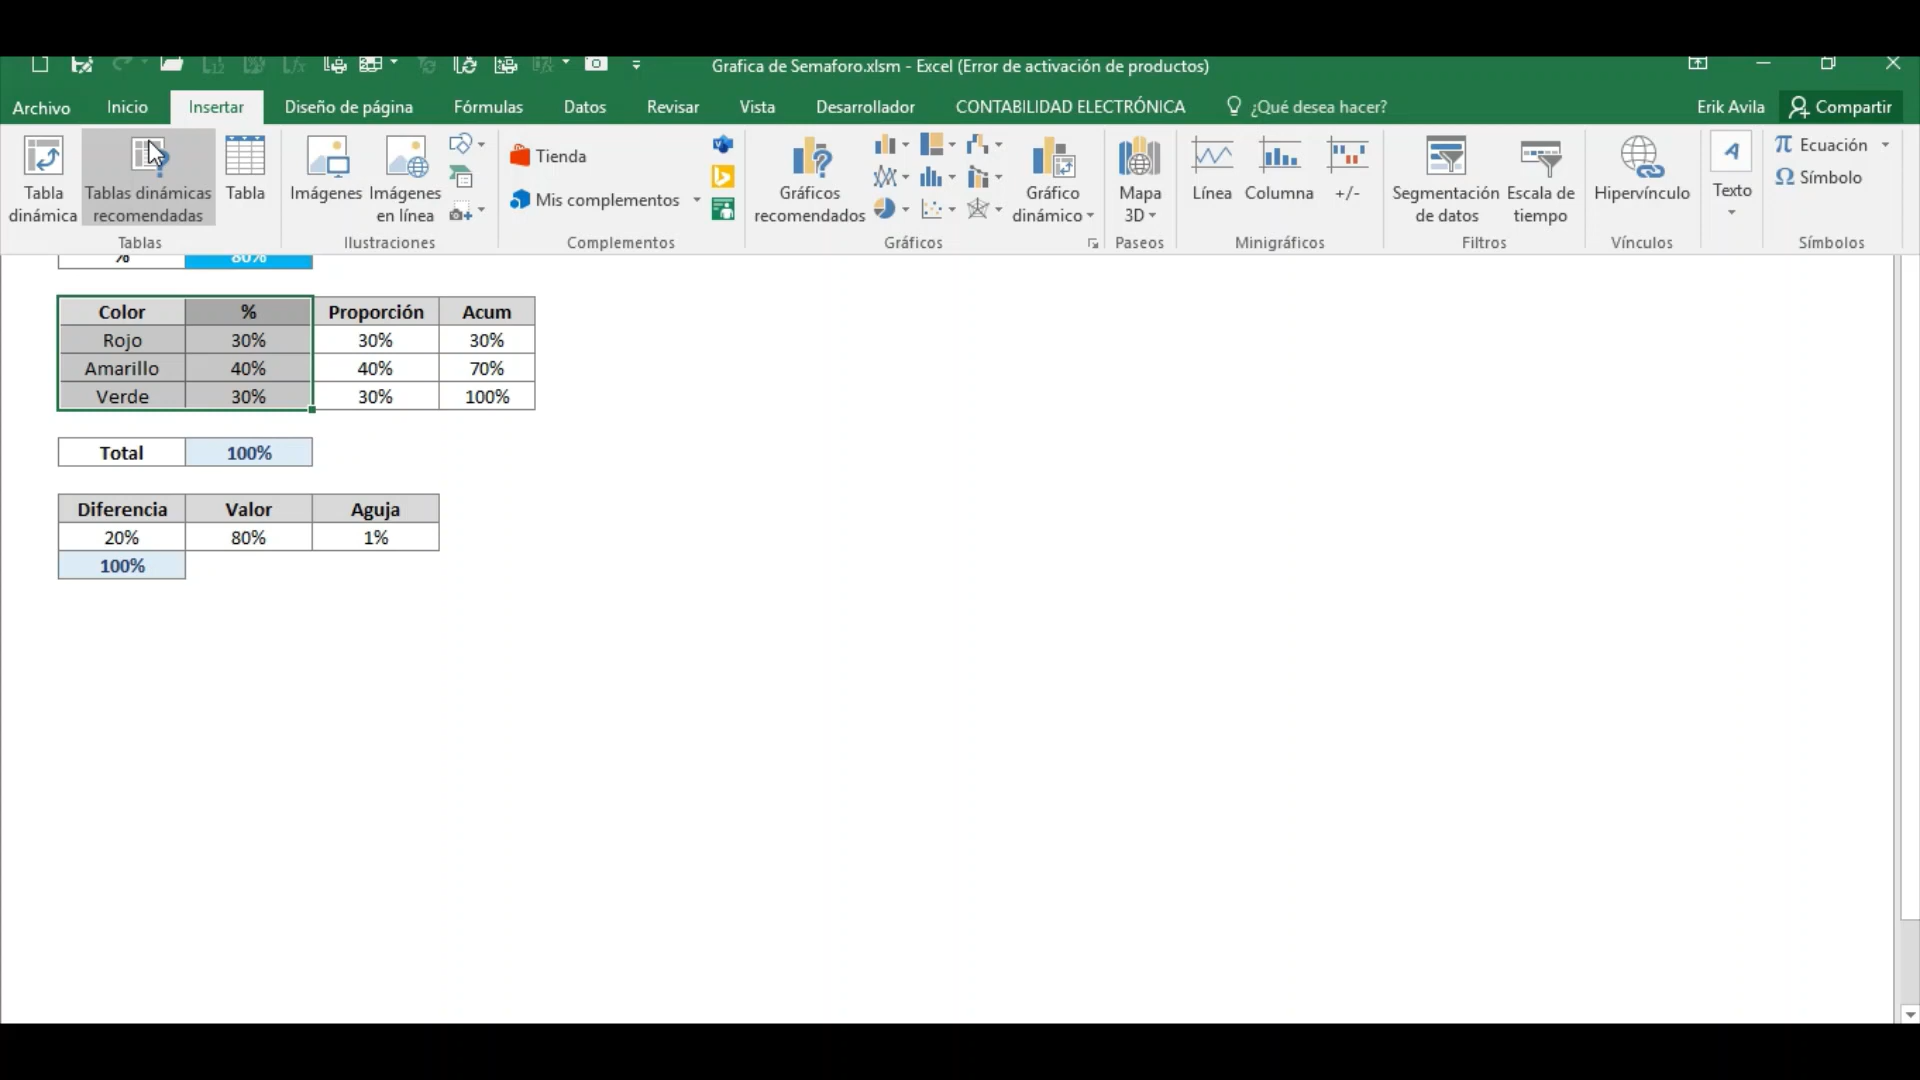 Grafica de Semaforo.xlsm - Excel (Error de activación de productos)
Archivo Inicio Insertar Diseño de página Fórmulas Datos Revisar Vista Desarrollador CONTABILIDAD ELECTRÓNICA ¿Qué desea hacer? Erik Avila Compartir
Tabla dinámica
Tablas dinámicas recomendadas
Tabla
Imágenes
Imágenes en línea
Tienda
Mis complementos
Gráficos recomendados
Gráfico dinámico
Mapa 3D
Línea
Columna
+/-
Segmentación de datos
Escala de tiempo
Hipervínculo
Texto
π Ecuación
Ω Símbolo
Tablas Ilustraciones Complementos Gráficos Paseos Minigráficos Filtros Vínculos Símbolos
% 80%
Color % Proporción Acum
Rojo 30% 30% 30%
Amarillo 40% 40% 70%
Verde 30% 30% 100%
Total 100%
Diferencia Valor Aguja
20% 80% 1%
100%